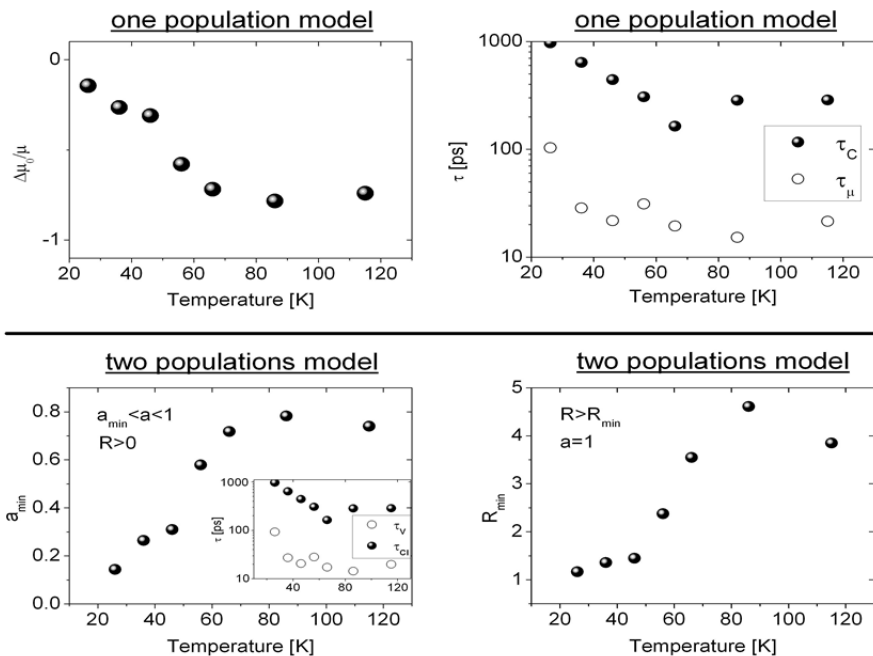 one population model
one population model
0
-1
Δμ₀/μ
20 40 60 80 100 120
Temperature [K]
1000
100
10
τ [ps]
τC
τμ
20 40 60 80 100 120
Temperature [K]
two populations model
two populations model
0.8
0.6
0.4
0.2
0.0
amin
amin<a<1
R>0
1000
100
10
τ [ps]
τV
τCI
40 80 120
20 40 60 80 100 120
Temperature [K]
5
4
3
2
1
Rmin
R>Rmin
a=1
20 40 60 80 100 120
Temperature [K]